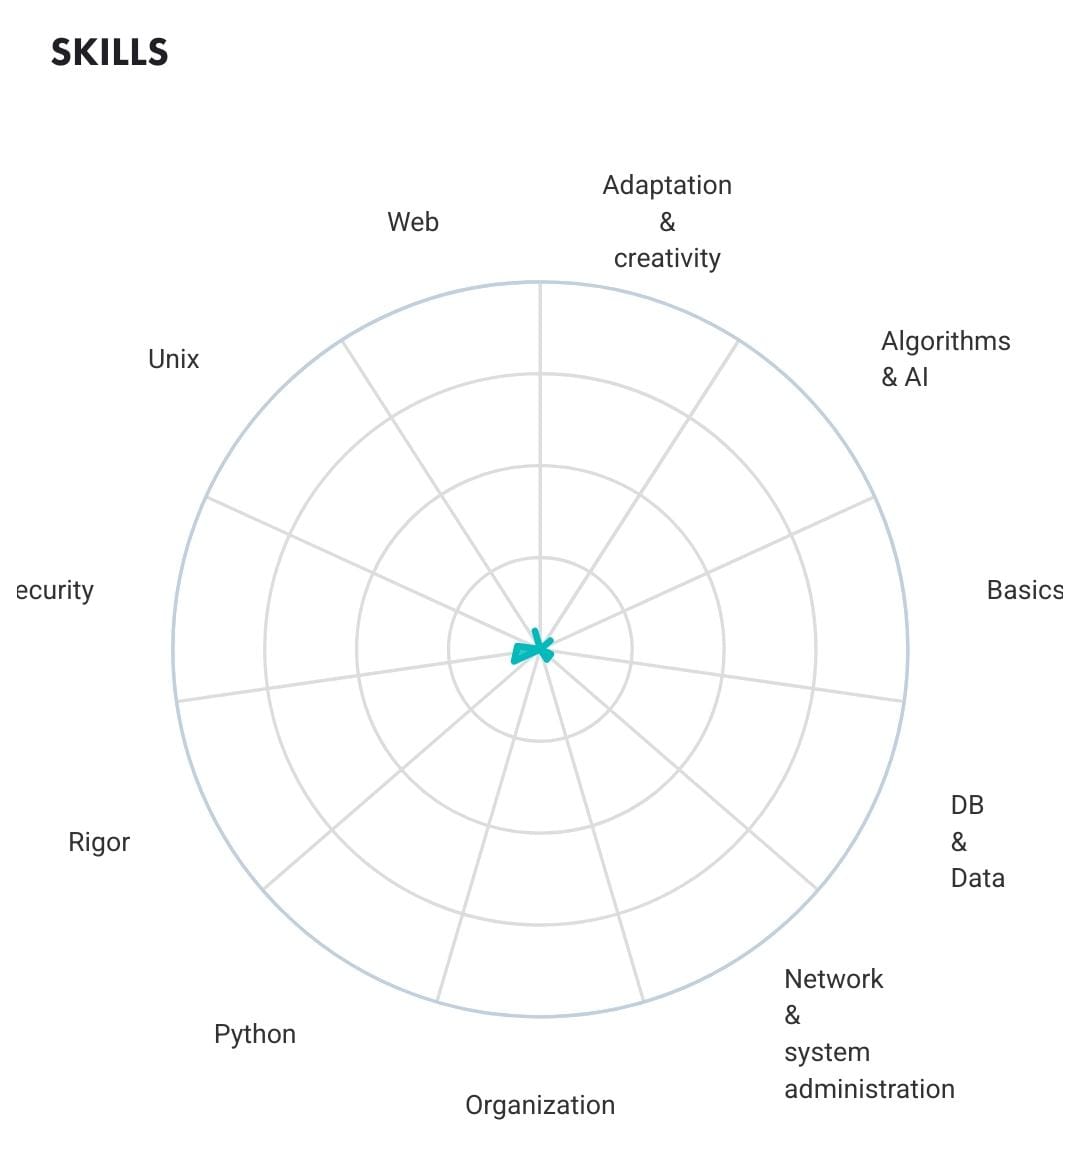 SKILLS
Adaptation
&
creativity
Web
Algorithms
& AI
Unix
ecurity
Basics
DB
&
Data
Rigor
Network
&
system
administration
Python
Organization